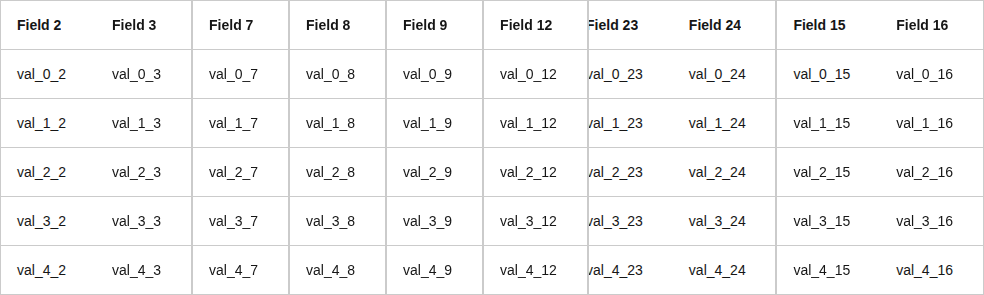 Field 2 Field 3 Field 7 Field 8 Field 9 Field 12 Field 23 Field 24 Field 15 Field 16
val_0_2 val_0_3 val_0_7 val_0_8 val_0_9 val_0_12 val_0_23 val_0_24 val_0_15 val_0_16
val_1_2 val_1_3 val_1_7 val_1_8 val_1_9 val_1_12 val_1_23 val_1_24 val_1_15 val_1_16
val_2_2 val_2_3 val_2_7 val_2_8 val_2_9 val_2_12 val_2_23 val_2_24 val_2_15 val_2_16
val_3_2 val_3_3 val_3_7 val_3_8 val_3_9 val_3_12 val_3_23 val_3_24 val_3_15 val_3_16
val_4_2 val_4_3 val_4_7 val_4_8 val_4_9 val_4_12 val_4_23 val_4_24 val_4_15 val_4_16